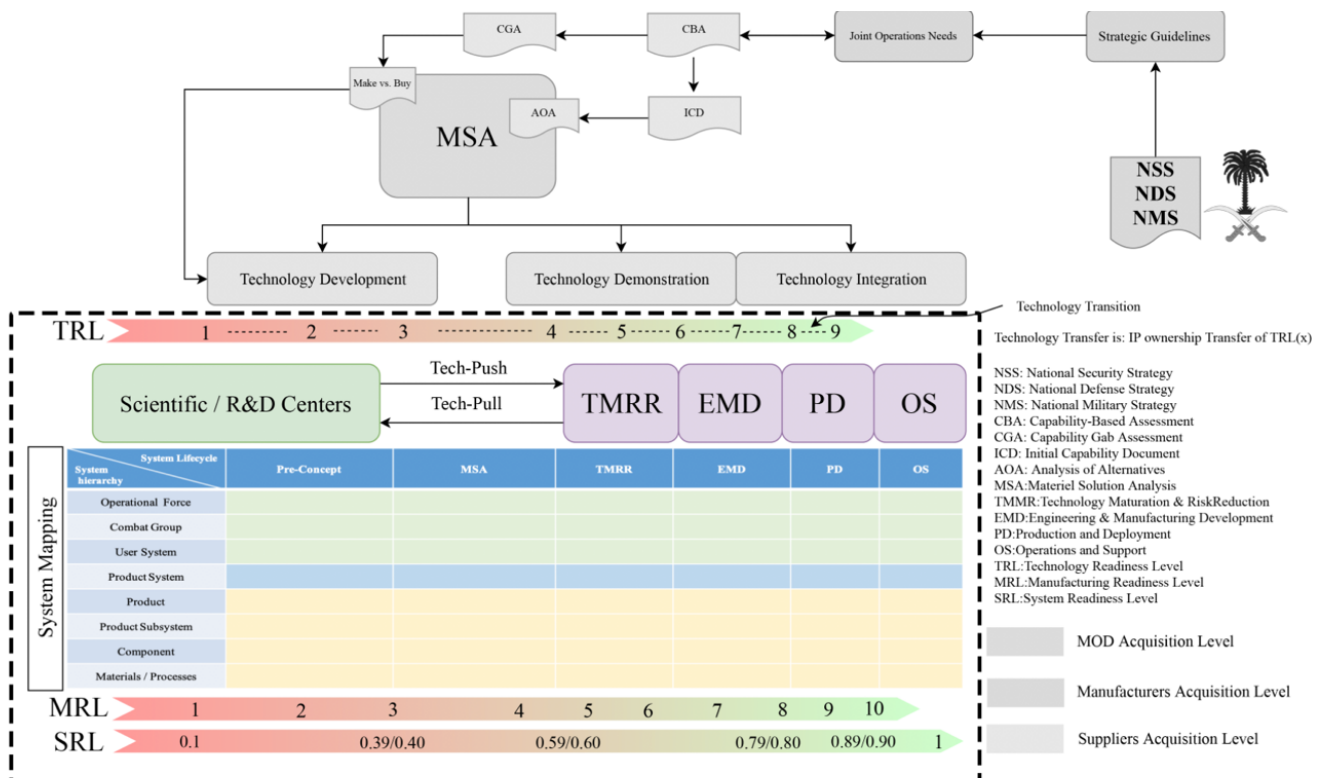 CGA
CBA
Joint Operations Needs
Strategic Guidelines
Make vs. Buy
AOA
ICD
MSA
NSS
NDS
NMS
Technology Development
Technology Demonstration
Technology Integration
Technology Transition
TRL 1 2 3 4 5 6 7 8 9
Technology Transfer is: IP ownership Transfer of TRL(x)
Scientific / R&D Centers
Tech-Push
Tech-Pull
TMRR EMD PD OS
NSS: National Security Strategy
NDS: National Defense Strategy
NMS: National Military Strategy
CBA: Capability-Based Assessment
CGA: Capability Gab Assessment
ICD: Initial Capability Document
AOA: Analysis of Alternatives
MSA:Materiel Solution Analysis
TMMR:Technology Maturation & RiskReduction
EMD:Engineering & Manufacturing Development
PD:Production and Deployment
OS:Operations and Support
TRL:Technology Readiness Level
MRL:Manufacturing Readiness Level
SRL:System Readiness Level
System Mapping
System Lifecycle
System hierarchy
Pre-Concept MSA TMRR EMD PD OS
Operational Force
Combat Group
User System
Product System
Product
Product Subsystem
Component
Materials / Processes
MRL 1 2 3 4 5 6 7 8 9 10
SRL 0.1 0.39/0.40 0.59/0.60 0.79/0.80 0.89/0.90 1
MOD Acquisition Level
Manufacturers Acquisition Level
Suppliers Acquisition Level